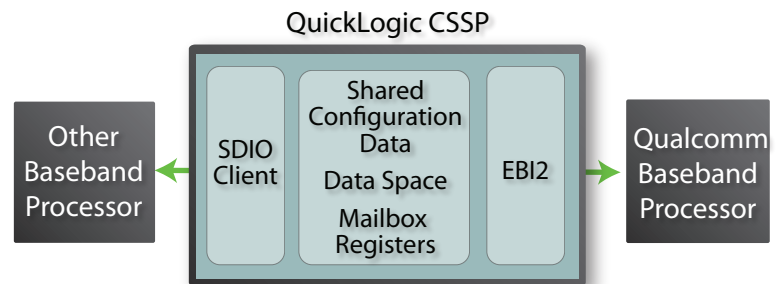 QuickLogic CSSP
Other
Baseband
Processor
SDIO
Client
Shared
Configuration
Data
Data Space
Mailbox
Registers
EBI2
Qualcomm
Baseband
Processor